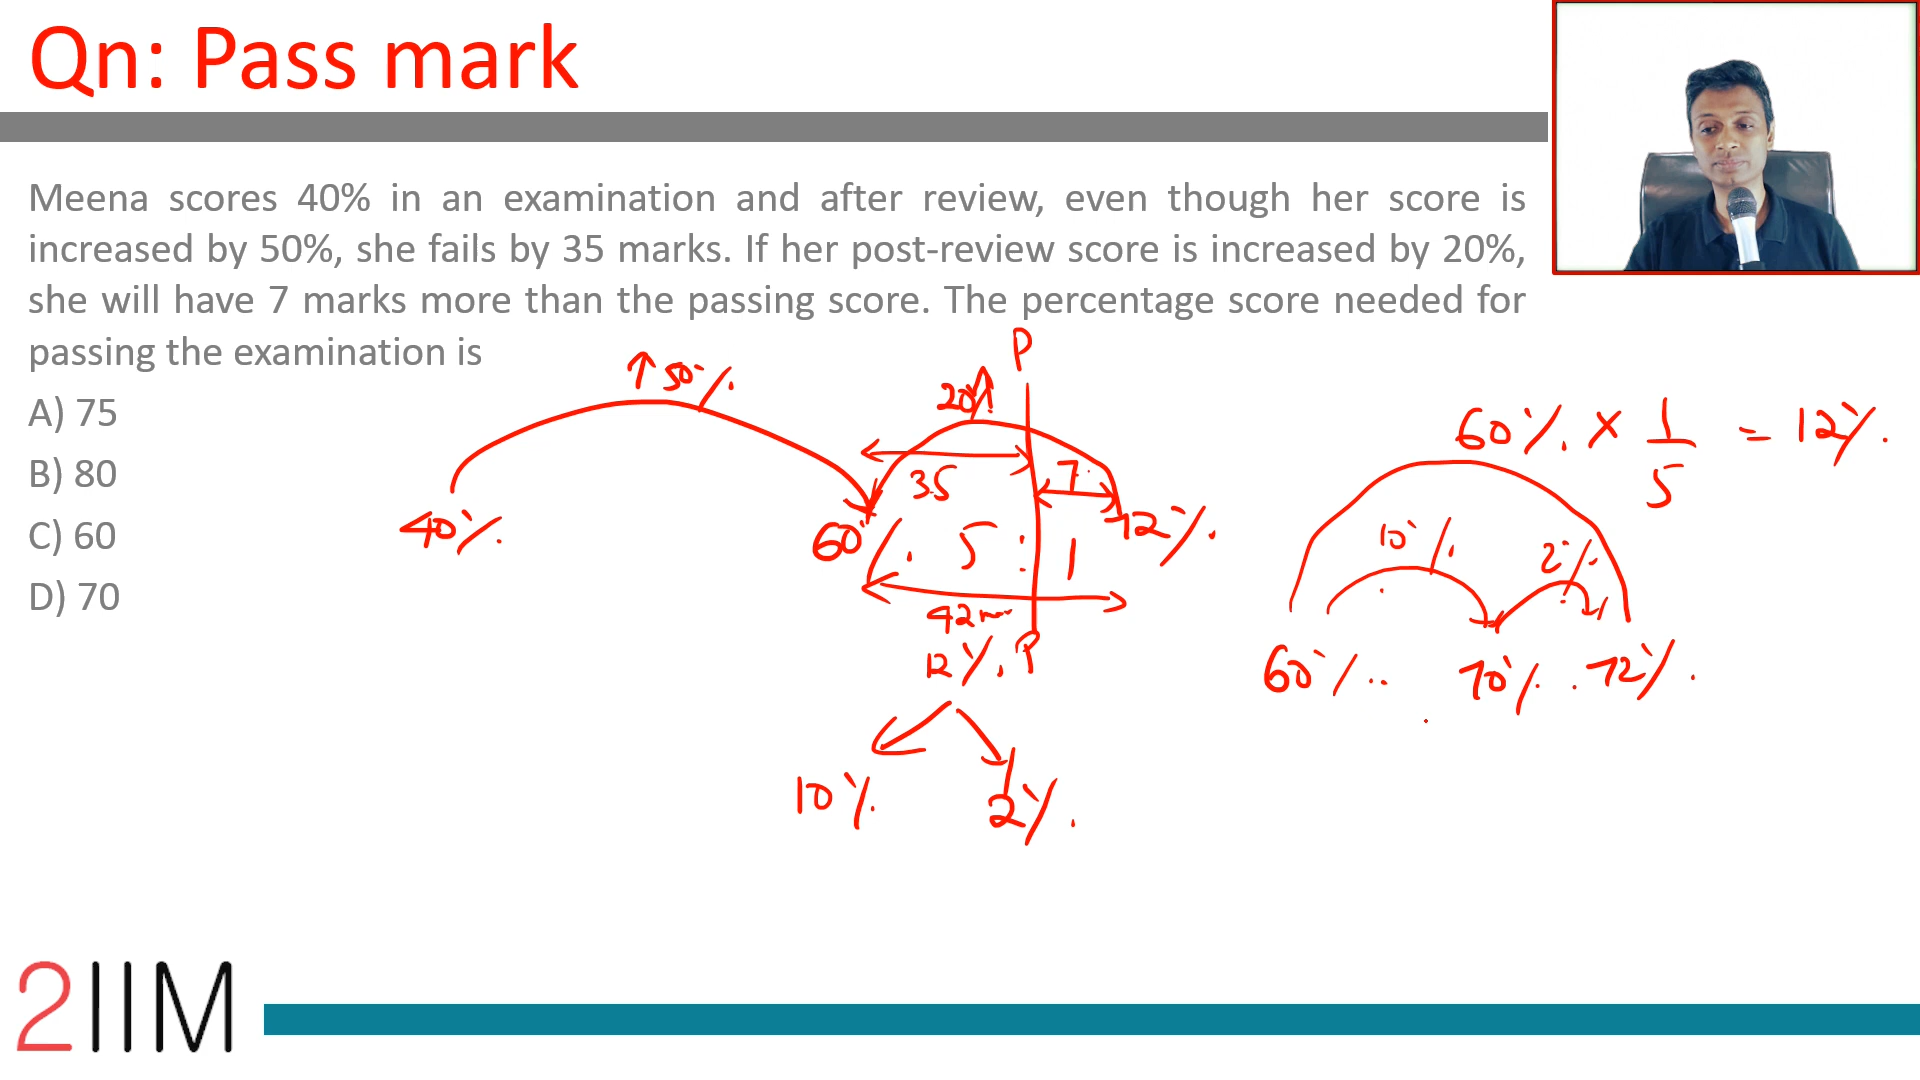 Qn: Pass mark
Meena scores 40% in an examination and after review, even though her score is
increased by 50%, she fails by 35 marks. If her post-review score is increased by 20%,
she will have 7 marks more than the passing score. The percentage score needed for
passing the examination is
A) 75
B) 80
C) 60
D) 70
↑ 50%
P
20% ↑
60% × 1/5 = 12%.
35
7
40%.
60%.
5 : 1
72%.
42
12%. P
10%.
2%.
10%.
2%.
60%.
70%.
72%.
2IIM